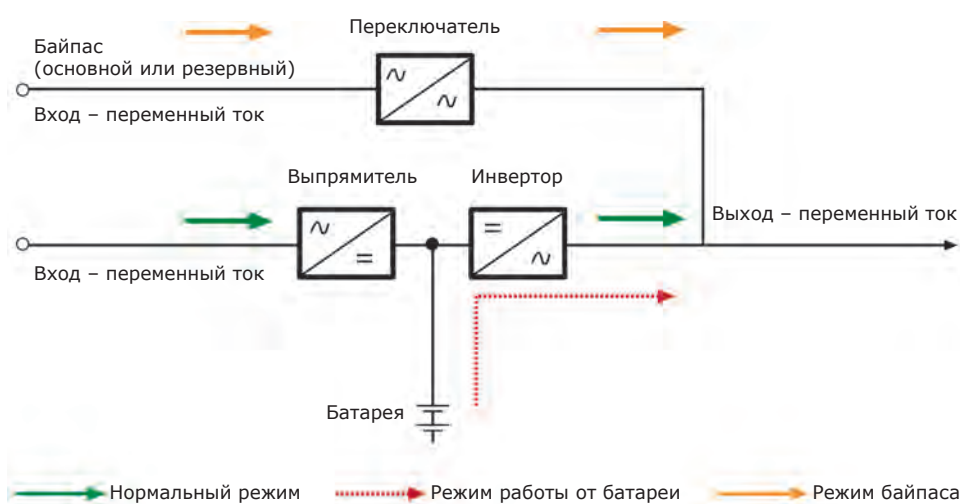 Переключатель
Байпас
(основной или резервный)
Вход – переменный ток
Выпрямитель
Инвертор
Выход – переменный ток
Вход – переменный ток
Батарея
Нормальный режим
Режим работы от батареи
Режим байпаса